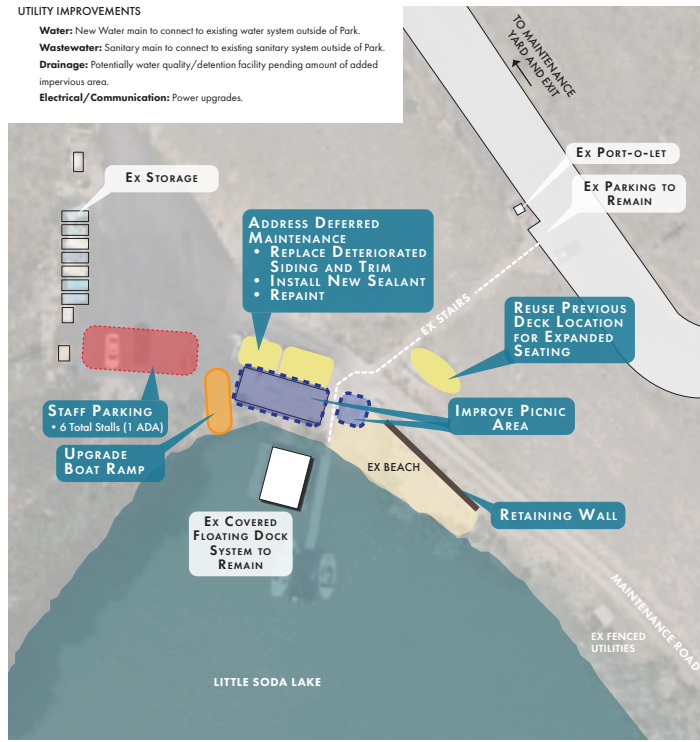 UTILITY IMPROVEMENTS
Water: New Water main to connect to existing water system outside of Park.
Wastewater: Sanitary main to connect to existing sanitary system outside of Park.
Drainage: Potentially water quality/detention facility pending amount of added
impervious area.
Electrical/Communication: Power upgrades.
TO MAINTENANCE
YARD AND EXIT
EX PORT-O-LET
EX PARKING TO
REMAIN
EX STORAGE
ADDRESS DEFERRED
MAINTENANCE
• REPLACE DETERIORATED
SIDING AND TRIM
• INSTALL NEW SEALANT
• REPAINT
EX STAIRS
REUSE PREVIOUS
DECK LOCATION
FOR EXPANDED
SEATING
STAFF PARKING
• 6 Total Stalls (1 ADA)
IMPROVE PICNIC
AREA
UPGRADE
BOAT RAMP
EX BEACH
RETAINING WALL
EX COVERED
FLOATING DOCK
SYSTEM TO
REMAIN
MAINTENANCE ROAD
EX FENCED
UTILITIES
LITTLE SODA LAKE